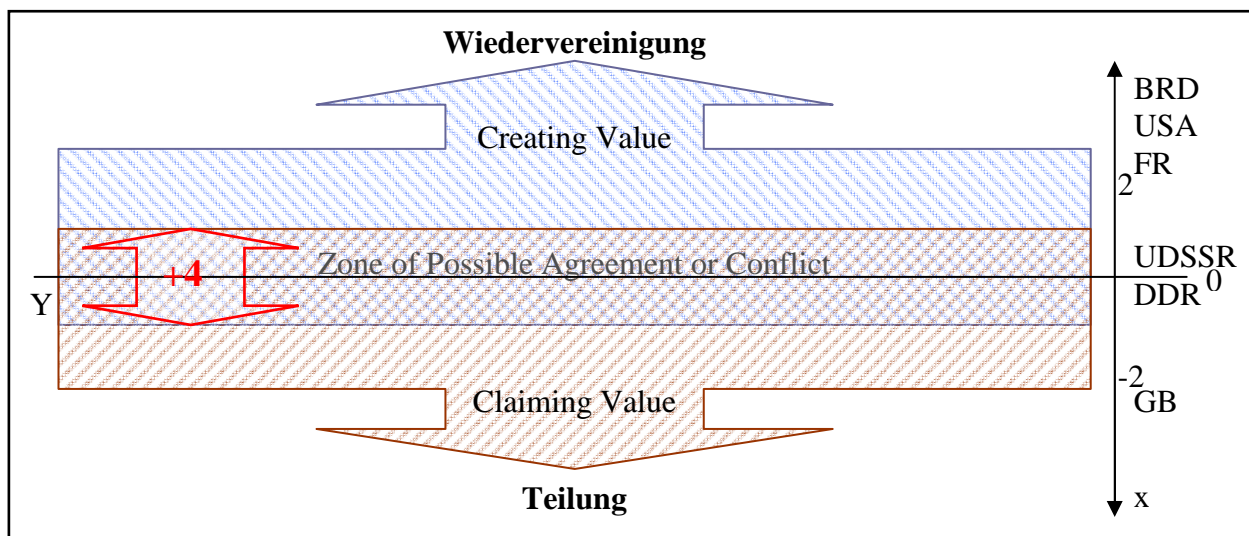 Wiedervereinigung
BRD
USA
FR
Creating Value
2
UDSSR
Zone of Possible Agreement or Conflict
+4
0
DDR
Y
-2
GB
Claiming Value
Teilung
x